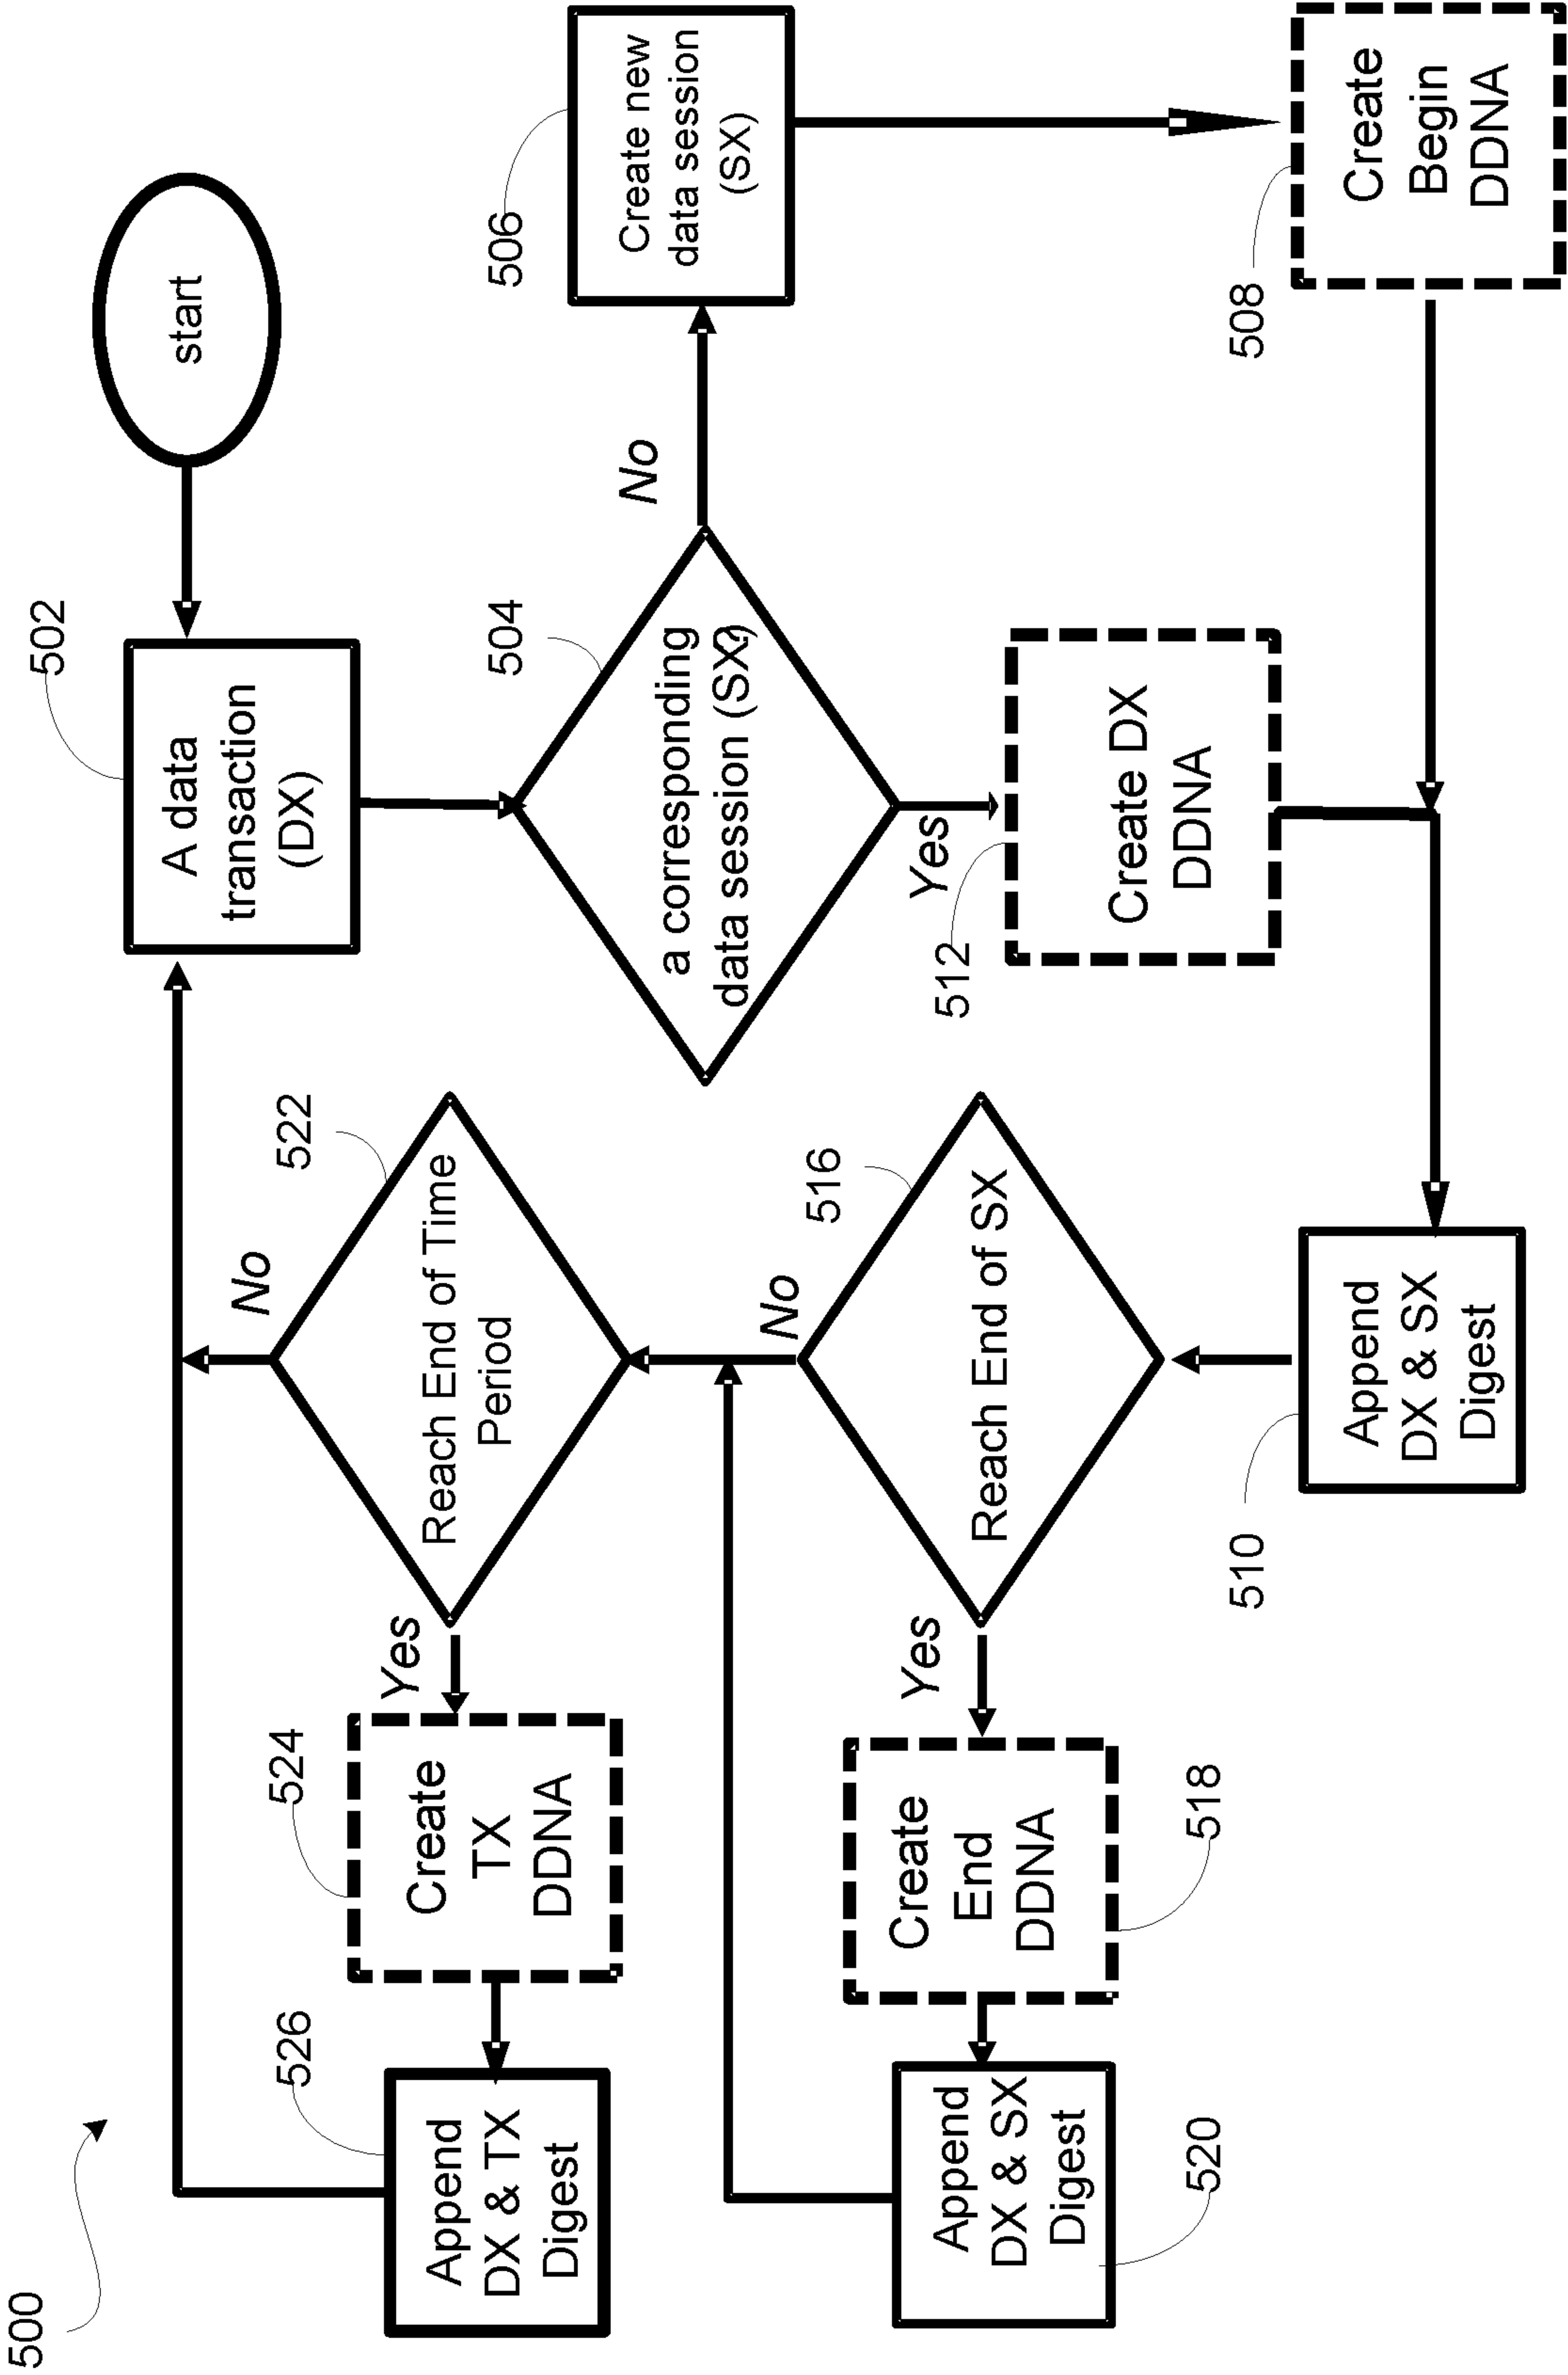 500
start
502
A data
transaction
(DX)
504
a corresponding
data session (SX)?
No
506
Create new
data session
(SX)
508
Create
Begin
DDNA
Yes
512
Create DX
DDNA
510
Append
DX & SX
Digest
516
Reach End of SX
No
Yes
518
Create
End
DDNA
520
Append
DX & SX
Digest
522
Reach End of Time
Period
No
Yes
524
Create
TX
DDNA
526
Append
DX & TX
Digest